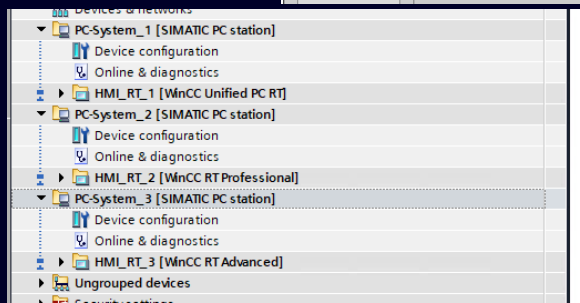 Devices & networks
PC-System_1 [SIMATIC PC station]
Device configuration
Online & diagnostics
HMI_RT_1 [WinCC Unified PC RT]
PC-System_2 [SIMATIC PC station]
Device configuration
Online & diagnostics
HMI_RT_2 [WinCC RT Professional]
PC-System_3 [SIMATIC PC station]
Device configuration
Online & diagnostics
HMI_RT_3 [WinCC RT Advanced]
Ungrouped devices
Security settings